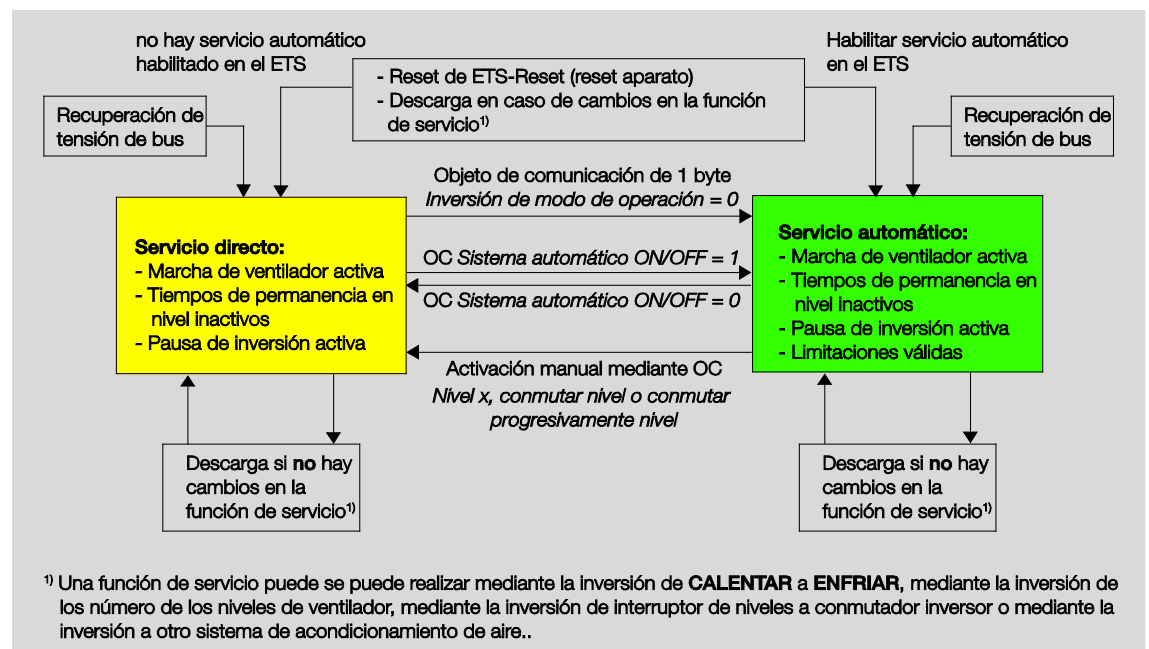 no hay servicio automático
habilitado en el ETS
Habilitar servicio automático
en el ETS
- Reset de ETS-Reset (reset aparato)
- Descarga en caso de cambios en la función
de servicio1)
Recuperación de
tensión de bus
Recuperación de
tensión de bus
Objeto de comunicación de 1 byte
Inversión de modo de operación = 0
Servicio directo:
- Marcha de ventilador activa
- Tiempos de permanencia en
nivel inactivos
- Pausa de inversión activa
OC Sistema automático ON/OFF = 1
OC Sistema automático ON/OFF = 0
Servicio automático:
- Marcha de ventilador activa
- Tiempos de permanencia en
nivel inactivos
- Pausa de inversión activa
- Limitaciones válidas
Activación manual mediante OC
Nivel x, conmutar nivel o conmutar
progresivamente nivel
Descarga si no hay
cambios en la
función de servicio1)
Descarga si no hay
cambios en la
función de servicio1)
1) Una función de servicio puede se puede realizar mediante la inversión de CALENTAR a ENFRIAR, mediante la inversión de
los número de los niveles de ventilador, mediante la inversión de interruptor de niveles a conmutador inversor o mediante la
inversión a otro sistema de acondicionamiento de aire..